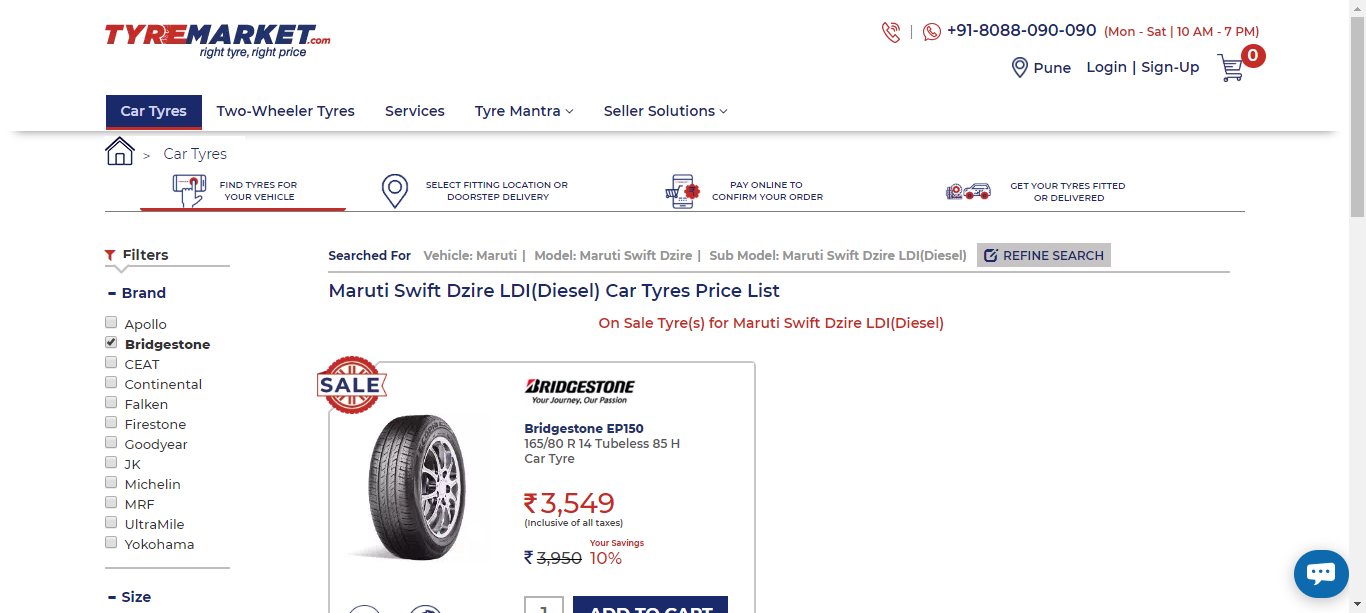 TYREMARKET.com
right tyre, right price
+91-8088-090-090 (Mon - Sat | 10 AM - 7 PM)
Pune Login | Sign-Up 0
Car Tyres Two-Wheeler Tyres Services Tyre Mantra Seller Solutions
> Car Tyres
FIND TYRES FOR
YOUR VEHICLE
SELECT FITTING LOCATION OR
DOORSTEP DELIVERY
PAY ONLINE TO
CONFIRM YOUR ORDER
GET YOUR TYRES FITTED
OR DELIVERED
Filters
- Brand
Apollo
Bridgestone
CEAT
Continental
Falken
Firestone
Goodyear
JK
Michelin
MRF
UltraMile
Yokohama
- Size
Searched For Vehicle: Maruti | Model: Maruti Swift Dzire | Sub Model: Maruti Swift Dzire LDI(Diesel) REFINE SEARCH
Maruti Swift Dzire LDI(Diesel) Car Tyres Price List
On Sale Tyre(s) for Maruti Swift Dzire LDI(Diesel)
SALE
BRIDGESTONE
Your Journey, Our Passion
Bridgestone EP150
165/80 R 14 Tubeless 85 H
Car Tyre
₹3,549
(Inclusive of all taxes)
Your Savings
₹ 3,950 10%
1 ADD TO CART